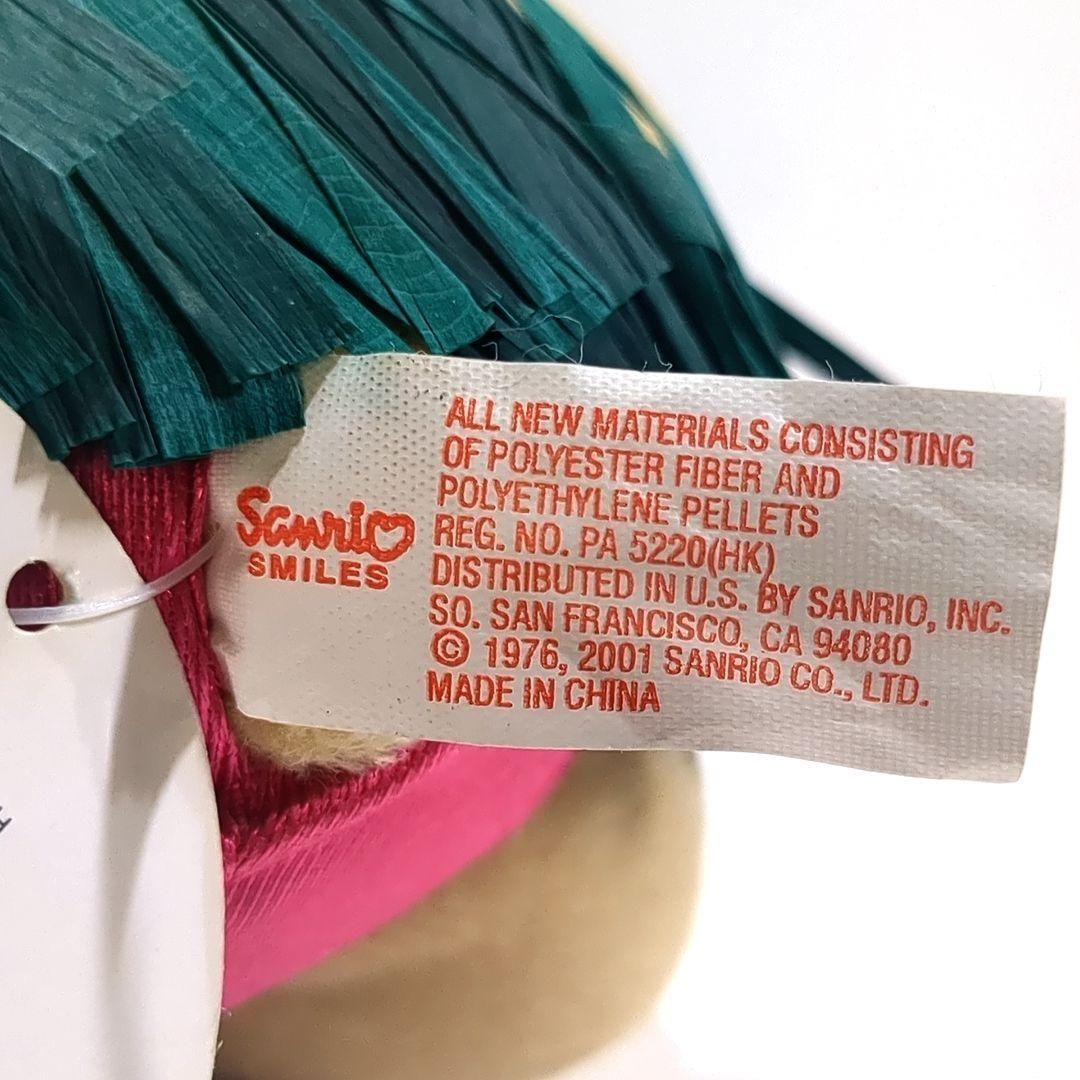 Sanrio
SMILES
ALL NEW MATERIALS CONSISTING
OF POLYESTER FIBER AND
POLYETHYLENE PELLETS
REG. NO. PA 5220(HK)
DISTRIBUTED IN U.S. BY SANRIO, INC.
SO. SAN FRANCISCO, CA 94080
© 1976, 2001 SANRIO CO., LTD.
MADE IN CHINA